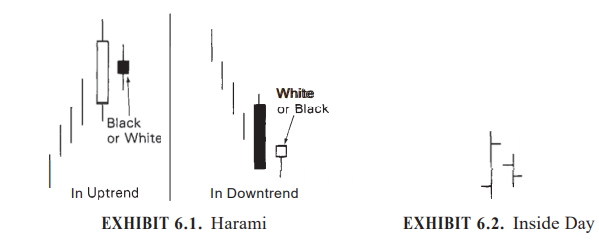 Black
or White
White
or Black
In Uptrend
In Downtrend
EXHIBIT 6.1. Harami
EXHIBIT 6.2. Inside Day